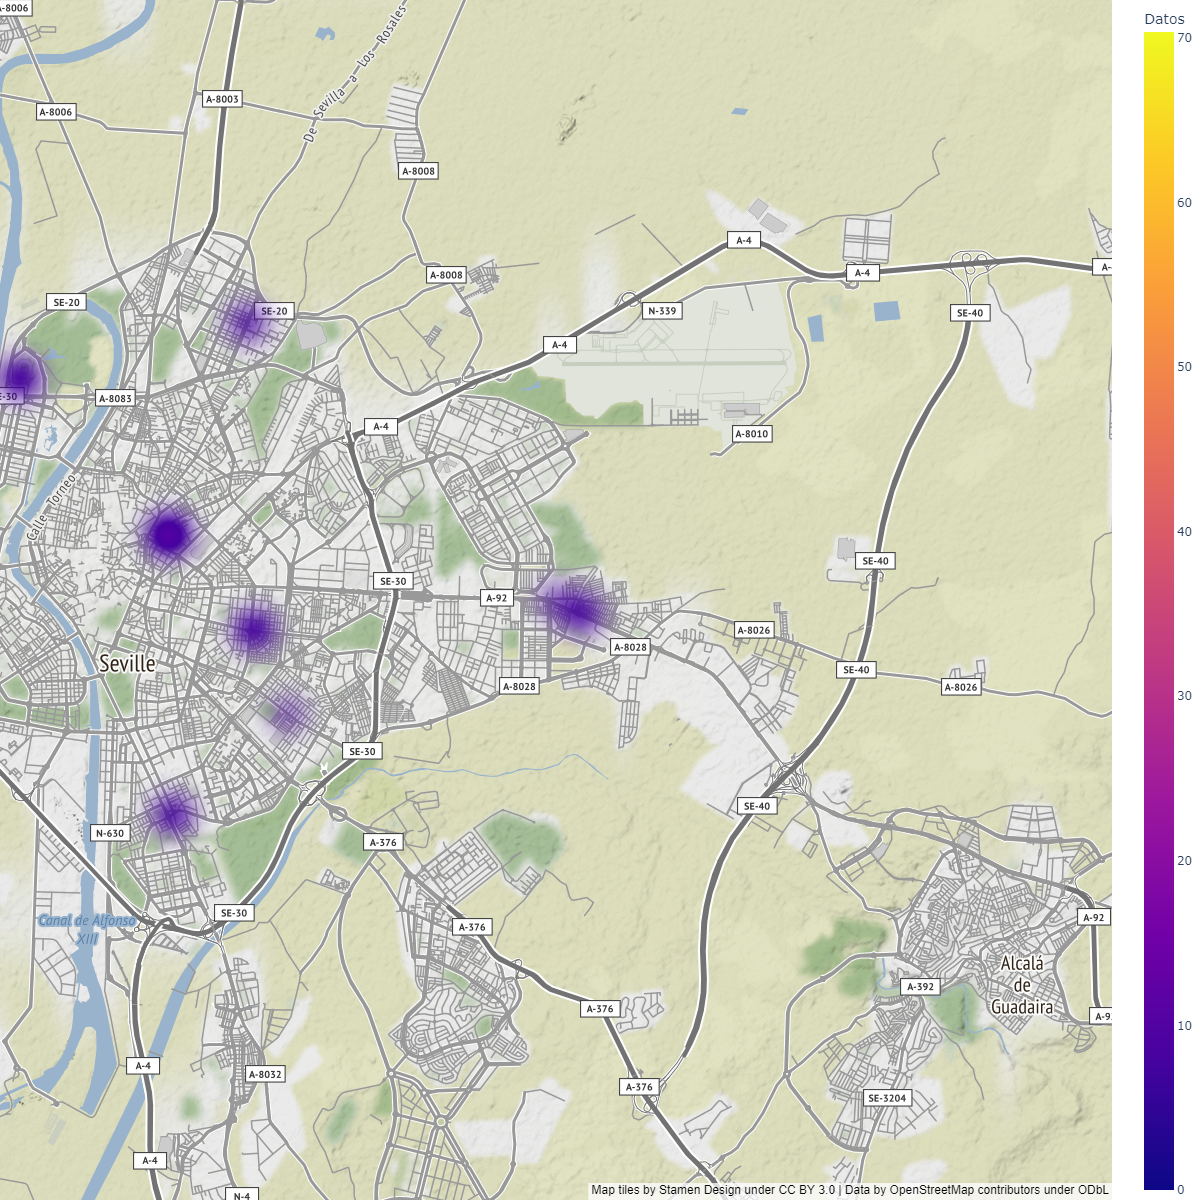 A-8006
Datos
70
A-8003
A-8006
De Sevilla a Los Rosales
A-8008
60
A-4
A-4
A-
A-8008
SE-20
SE-20
N-339
SE-40
A-4
50
E-30
A-8083
A-4
A-8010
Calle Torneo
40
SE-40
SE-30
A-92
A-8026
A-8028
Seville
SE-40
A-8028
A-8026
30
SE-30
SE-40
N-630
A-376
20
SE-30
A-92
Canal de Alfonso
XIII
A-376
Alcalá
de
Guadaira
A-392
A-376
A-9
10
A-4
A-8032
A-376
SE-3204
A-4
N-4
0
Map tiles by Stamen Design under CC BY 3.0 | Data by OpenStreetMap contributors under ODbL